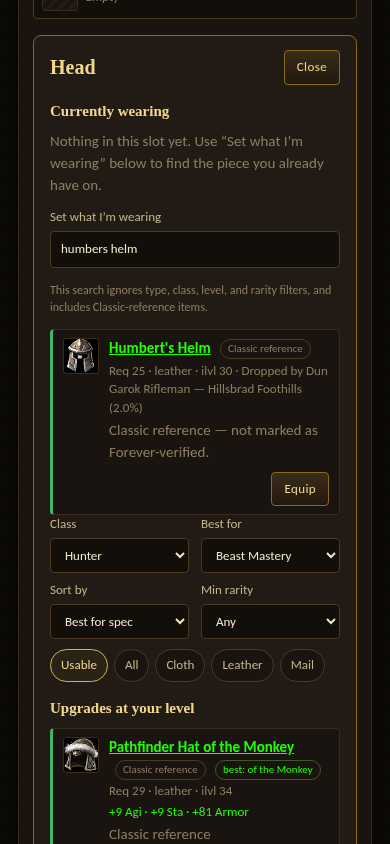 Empty
Head
Close
Currently wearing
Nothing in this slot yet. Use “Set what I’m
wearing” below to find the piece you already
have on.
Set what I’m wearing
humbers helm
This search ignores type, class, level, and rarity filters, and
includes Classic-reference items.
Humbert's Helm Classic reference
Req 25 · leather · ilvl 30 · Dropped by Dun
Garok Rifleman — Hillsbrad Foothills
(2.0%)
Classic reference — not marked as
Forever-verified.
Equip
Class Best for
Hunter Beast Mastery
Sort by Min rarity
Best for spec Any
Usable All Cloth Leather Mail
Upgrades at your level
Pathfinder Hat of the Monkey
Classic reference best: of the Monkey
Req 29 · leather · ilvl 34
+9 Agi · +9 Sta · +81 Armor
Classic reference